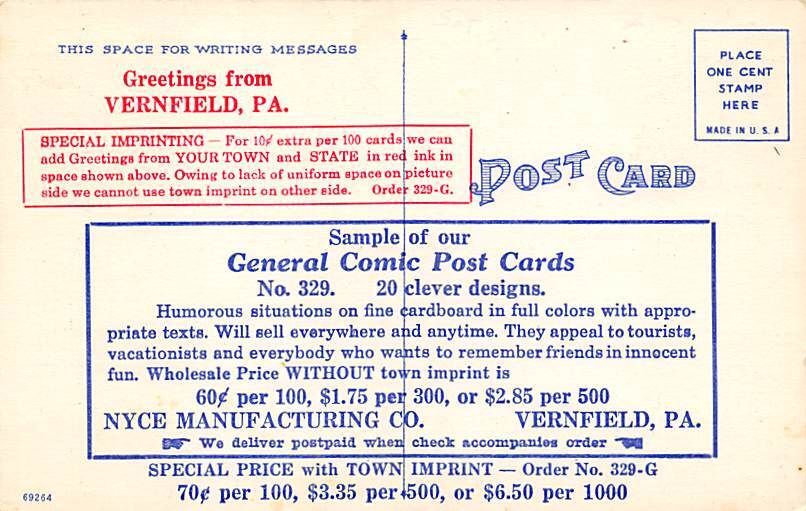 THIS SPACE FOR WRITING MESSAGES
Greetings from
VERNFIELD, PA.
SPECIAL IMPRINTING — For 10¢ extra per 100 cards we can
add Greetings from YOUR TOWN and STATE in red ink in
space shown above. Owing to lack of uniform space on picture
side we cannot use town imprint on other side. Order 329-G.
PLACE
ONE CENT
STAMP
HERE
MADE IN U. S. A
POST CARD
Sample of our
General Comic Post Cards
No. 329. 20 clever designs.
Humorous situations on fine cardboard in full colors with appro-
priate texts. Will sell everywhere and anytime. They appeal to tourists,
vacationists and everybody who wants to remember friends in innocent
fun. Wholesale Price WITHOUT town imprint is
60¢ per 100, $1.75 per 300, or $2.85 per 500
NYCE MANUFACTURING CO. VERNFIELD, PA.
We deliver postpaid when check accompanies order
SPECIAL PRICE with TOWN IMPRINT — Order No. 329-G
70¢ per 100, $3.35 per 500, or $6.50 per 1000
69264